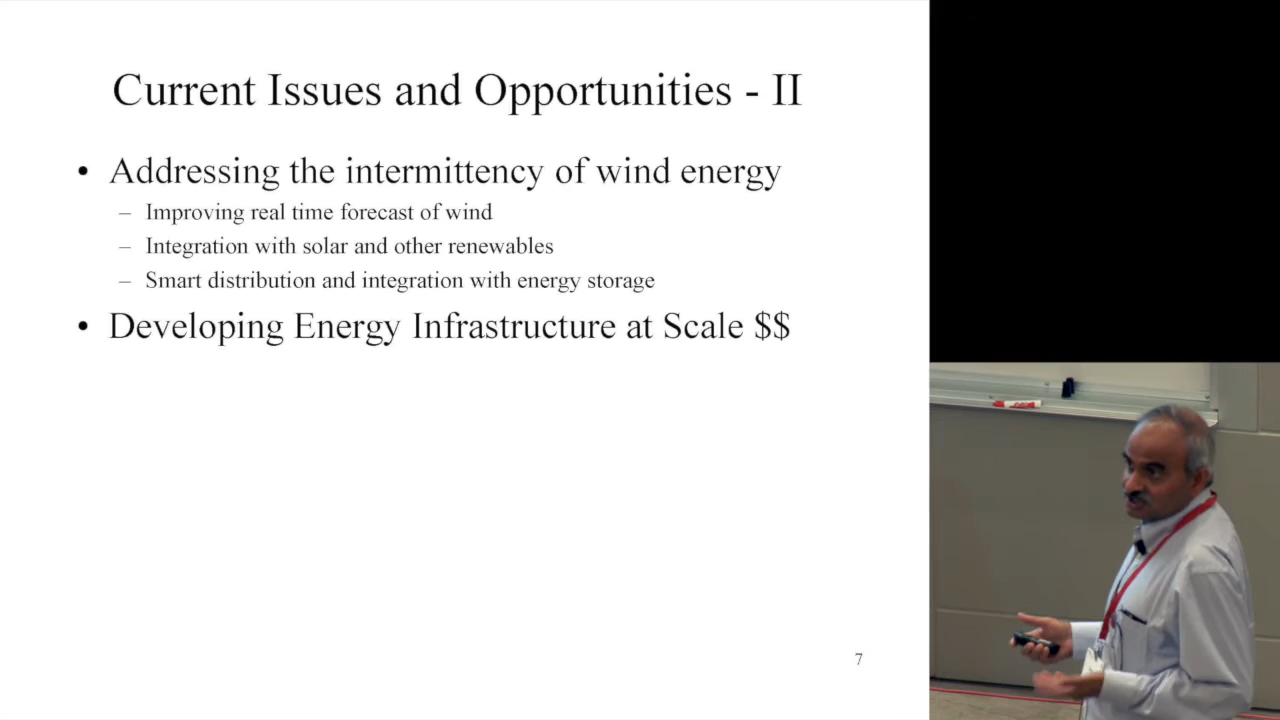 Current Issues and Opportunities - II
• Addressing the intermittency of wind energy
– Improving real time forecast of wind
– Integration with solar and other renewables
– Smart distribution and integration with energy storage
• Developing Energy Infrastructure at Scale $$
7